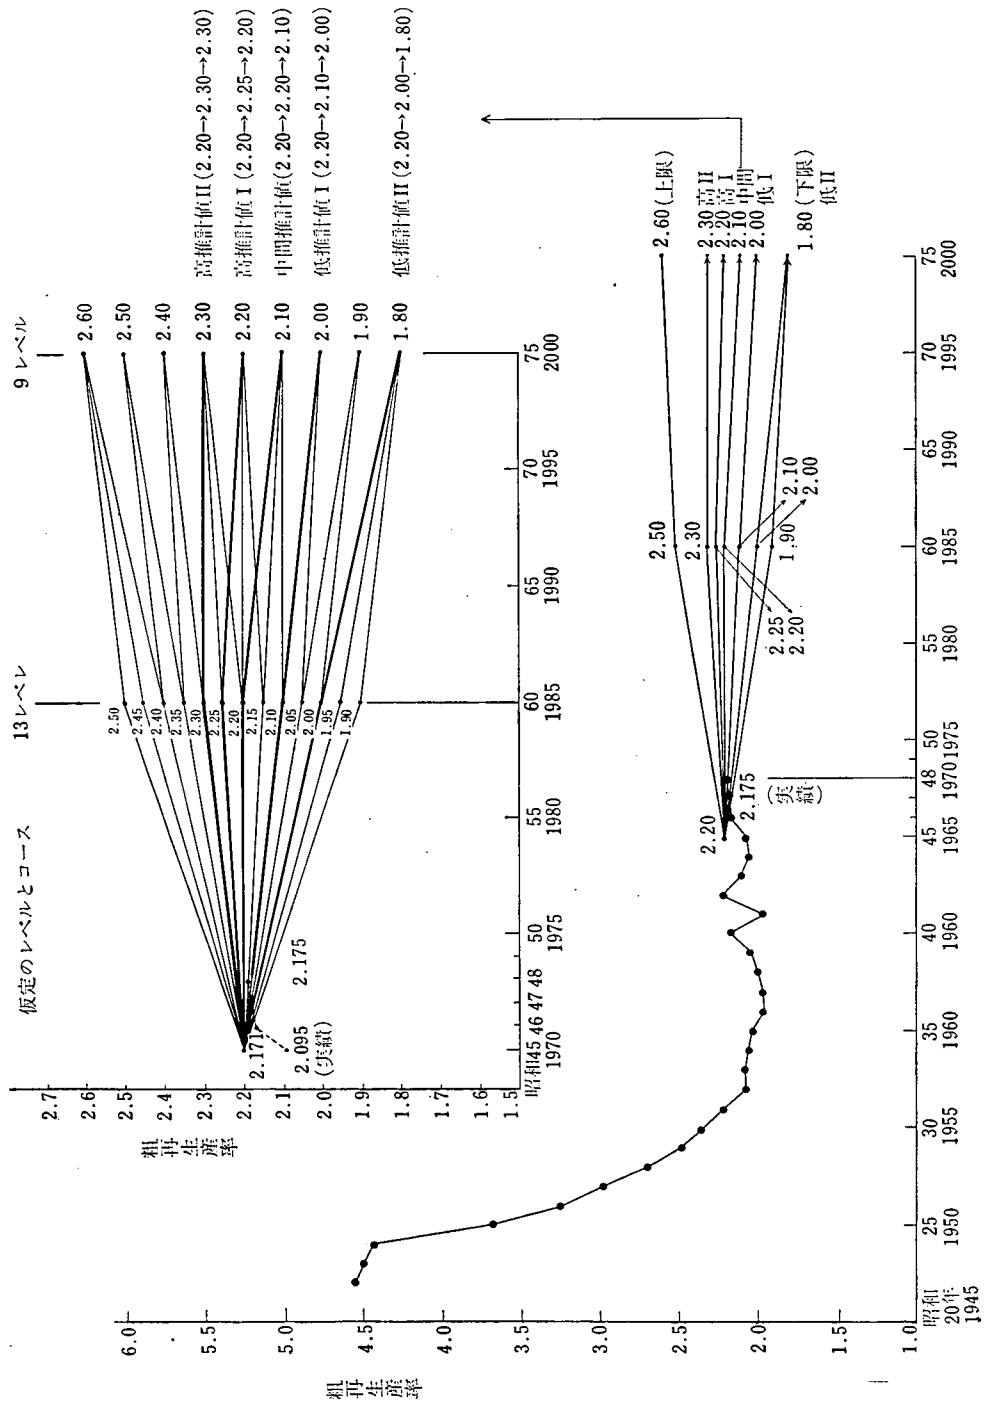 仮定のレベルとコース
13レベル
9レベル
粗再生産率
2.7
2.6
2.5
2.4
2.3
2.2
2.1
2.0
1.9
1.8
1.7
1.6
1.5
2.50
2.45
2.40
2.35
2.30
2.25
2.20
2.15
2.10
2.05
2.00
1.95
1.90
2.60
2.50
2.40
2.30 高推計値II(2.20→2.30→2.30)
2.20 高推計値I(2.20→2.25→2.20)
2.10 中間推計値(2.20→2.20→2.10)
2.00 低推計値I(2.20→2.10→2.00)
1.90
1.80 低推計値II(2.20→2.00→1.80)
2.171
2.095
(実績)
2.175
昭和45 46 47 48 50 55 60 65 70 75
1970 1975 1980 1985 1990 1995 2000
粗再生産率
6.0
5.5
5.0
4.5
3.0
2.5
2.0
1.5
1.0
2.20
2.175
(実績)
2.50
2.30
2.25
2.20
2.10
2.00
1.90
2.60(上限)
2.30 高II
2.20 高I
2.10 中間
2.00 低I
1.80(下限)
低II
昭和
20年 25 30 35 40 45 48 50 55 60 65 70 75
1945 1950 1955 1960 1960 1965 1970 1975 1980 1985 1990 1995 2000